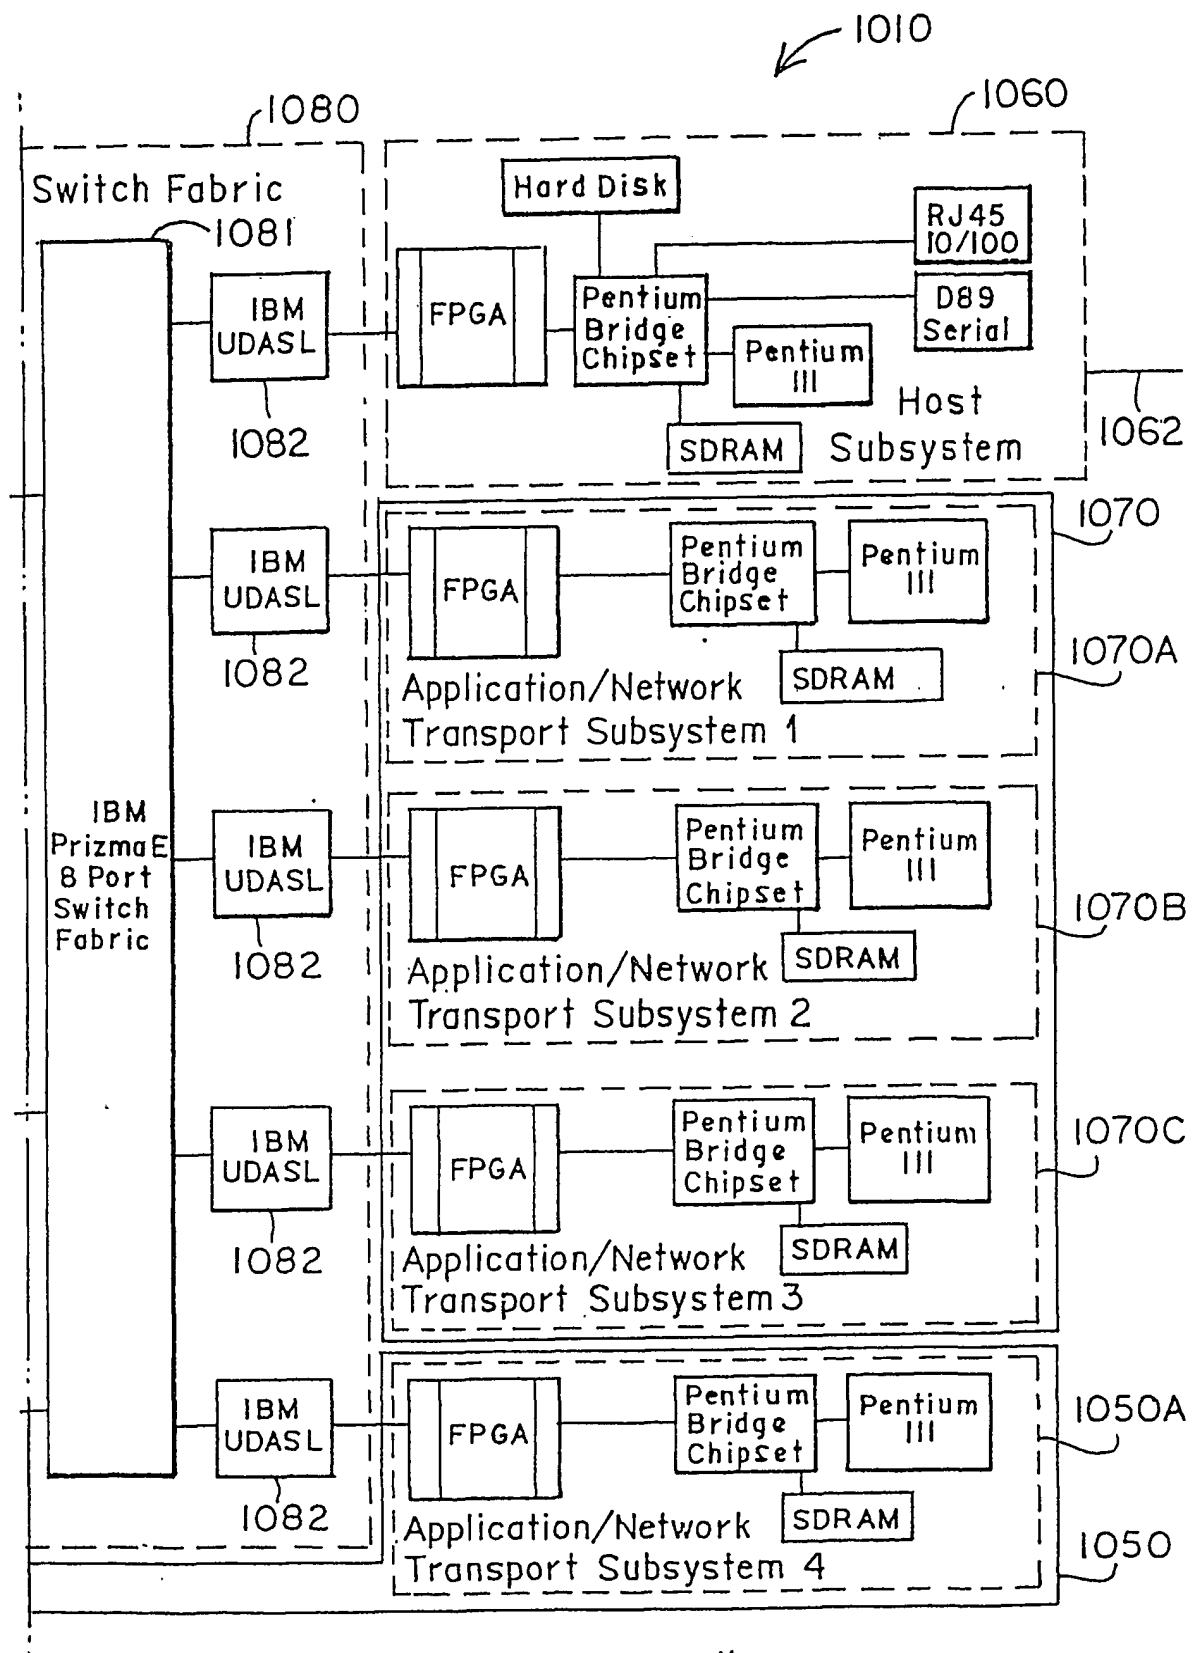 1010
1080
1060
Switch Fabric
1081
Hard Disk
RJ45
10/100
IBM
UDASL
FPGA
Pentium
Bridge
Chipset
D89
Serial
Pentium
III
1082
SDRAM
Host
Subsystem
1062
1070
IBM
UDASL
FPGA
Pentium
Bridge
Chipset
Pentium
III
1082
SDRAM
1070A
Application/Network
Transport Subsystem 1
IBM
PrizmaE
8 Port
Switch
Fabric
IBM
UDASL
FPGA
Pentium
Bridge
Chipset
Pentium
III
1070B
1082
SDRAM
Application/Network
Transport Subsystem 2
IBM
UDASL
FPGA
Pentium
Bridge
Chipset
Pentium
III
1070C
1082
SDRAM
Application/Network
Transport Subsystem 3
IBM
UDASL
FPGA
Pentium
Bridge
Chipset
Pentium
III
1050A
1082
SDRAM
Application/Network
Transport Subsystem 4
1050